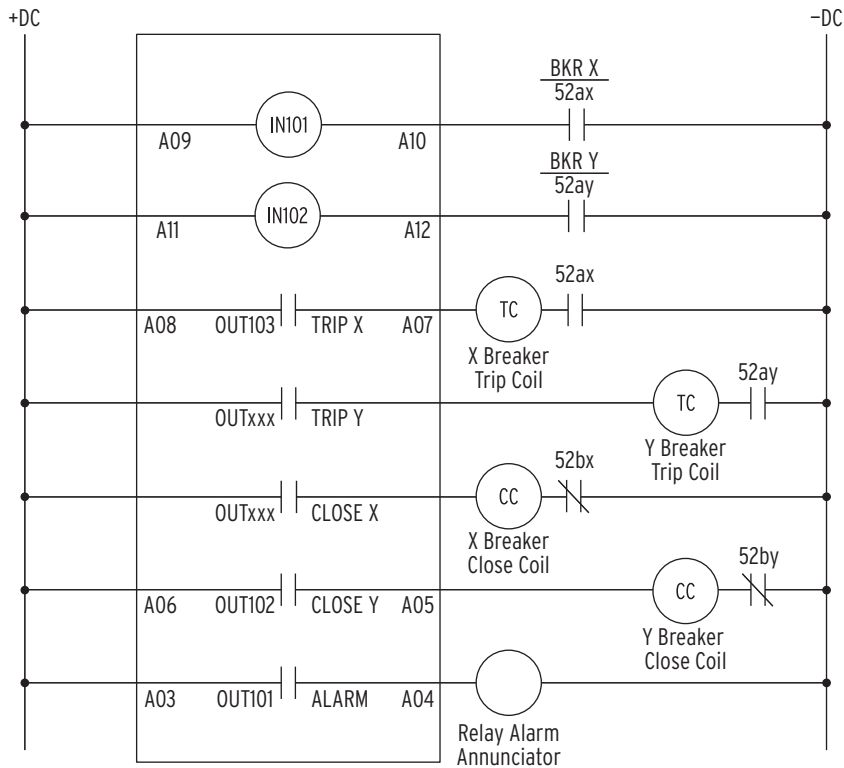 +DC
−DC
BKR X
52ax
IN101
A09
A10
BKR Y
52ay
IN102
A11
A12
52ax
TC
A08
OUT103
TRIP X
A07
X Breaker
Trip Coil
52ay
TC
OUTxxx
TRIP Y
Y Breaker
Trip Coil
52bx
CC
OUTxxx
CLOSE X
X Breaker
Close Coil
52by
CC
A06
OUT102
CLOSE Y
A05
Y Breaker
Close Coil
A03
OUT101
ALARM
A04
Relay Alarm
Annunciator